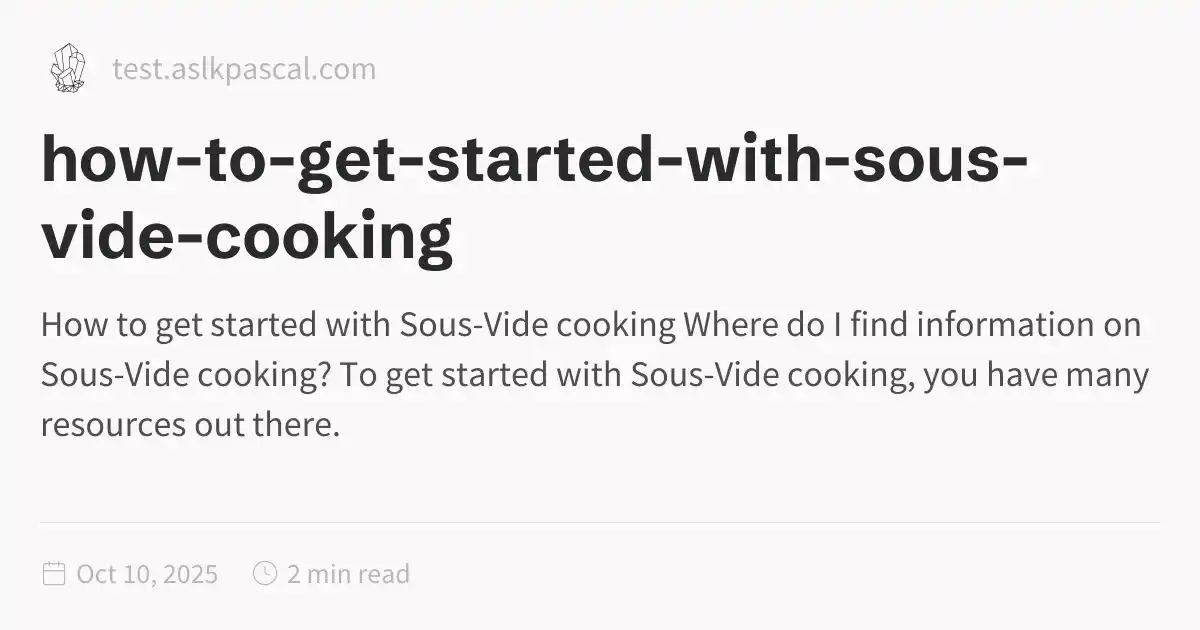 test.aslkpascal.com
how-to-get-started-with-sous-
vide-cooking
How to get started with Sous-Vide cooking Where do I find information on
Sous-Vide cooking? To get started with Sous-Vide cooking, you have many
resources out there.
Oct 10, 2025
2 min read